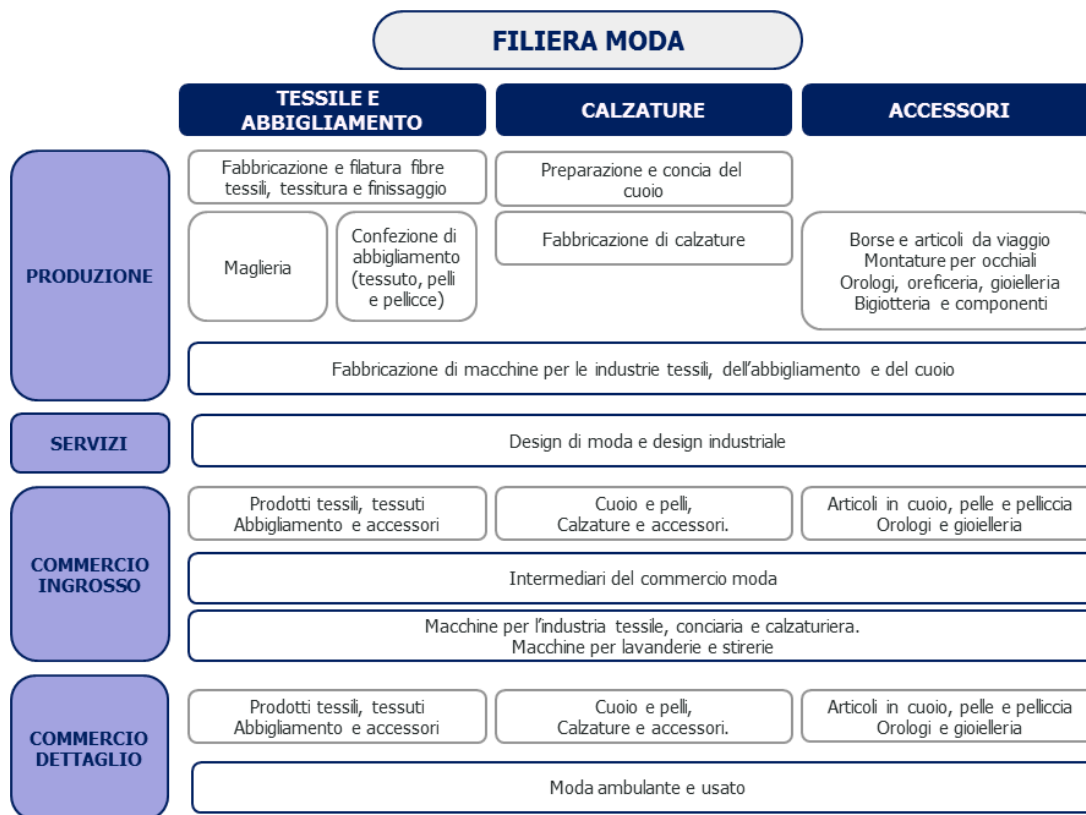 FILIERA MODA
TESSILE E
ABBIGLIAMENTO
CALZATURE
ACCESSORI
PRODUZIONE
Fabbricazione e filatura fibre
tessili, tessitura e finissaggio
Preparazione e concia del
cuoio
Maglieria
Confezione di
abbigliamento
(tessuto, pelli
e pellicce)
Fabbricazione di calzature
Borse e articoli da viaggio
Montature per occhiali
Orologi, oreficeria, gioielleria
Bigiotteria e componenti
Fabbricazione di macchine per le industrie tessili, dell'abbigliamento e del cuoio
SERVIZI
Design di moda e design industriale
COMMERCIO
INGROSSO
Prodotti tessili, tessuti
Abbigliamento e accessori
Cuoio e pelli,
Calzature e accessori.
Articoli in cuoio, pelle e pelliccia
Orologi e gioielleria
Intermediari del commercio moda
Macchine per l'industria tessile, conciaria e calzaturiera.
Macchine per lavanderie e stirerie
COMMERCIO
DETTAGLIO
Prodotti tessili, tessuti
Abbigliamento e accessori
Cuoio e pelli,
Calzature e accessori.
Articoli in cuoio, pelle e pelliccia
Orologi e gioielleria
Moda ambulante e usato